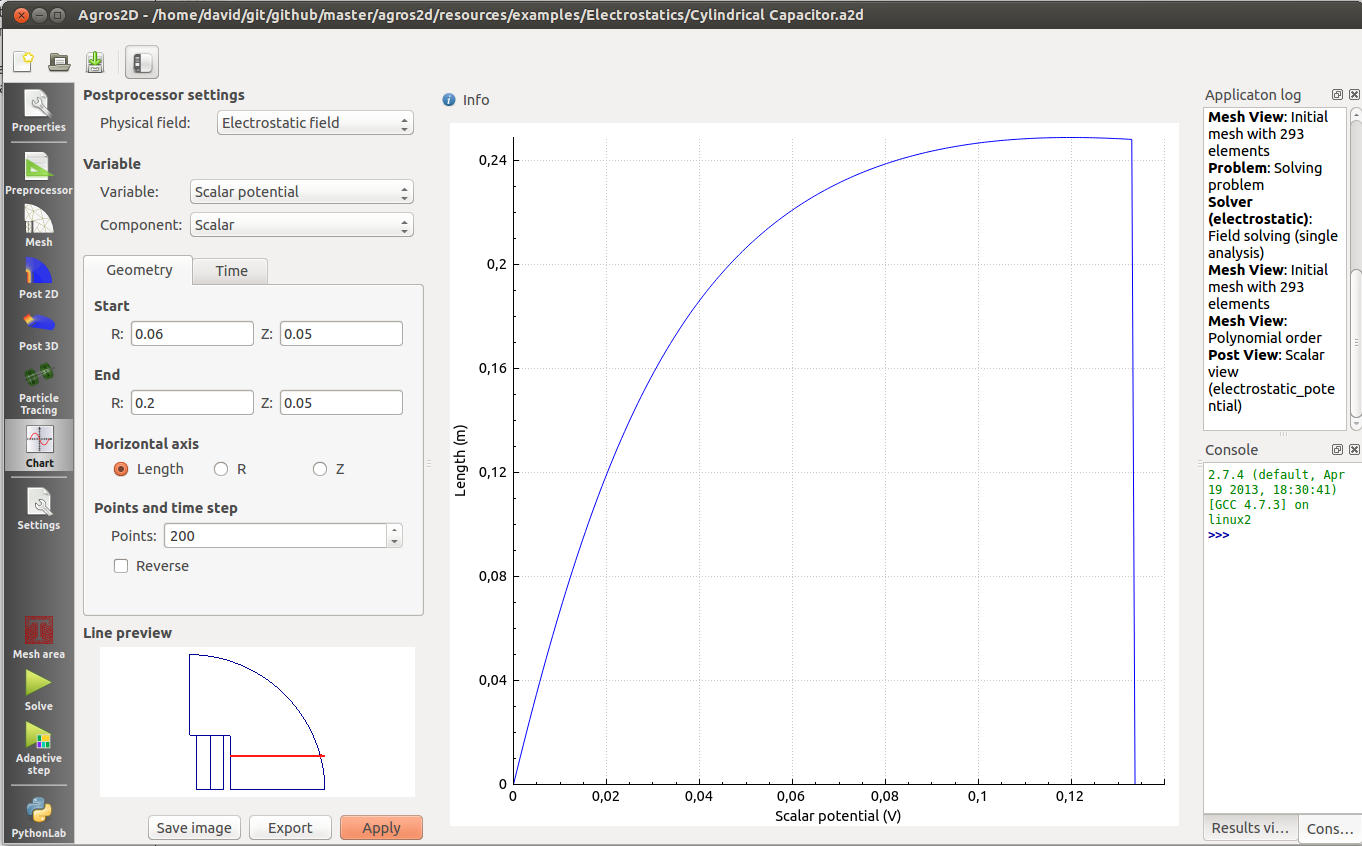 Agros2D - /home/david/git/github/master/agros2d/resources/examples/Electrostatics/Cylindrical Capacitor.a2d
Properties
Preprocessor
Mesh
Post 2D
Post 3D
Particle
Tracing
Chart
Settings
Mesh area
Solve
Adaptive
step
PythonLab
Postprocessor settings
Physical field: Electrostatic field
Variable
Variable: Scalar potential
Component: Scalar
Geometry Time
Start
R: 0.06 Z: 0.05
End
R: 0.2 Z: 0.05
Horizontal axis
Length R Z
Points and time step
Points: 200
Reverse
Line preview
Save image Export Apply
Info
0,24
0,2
0,16
0,12
0,08
0,04
0
Length (m)
0 0,02 0,04 0,06 0,08 0,1 0,12
Scalar potential (V)
Applicaton log
Mesh View: Initial
mesh with 293
elements
Problem: Solving
problem
Solver
(electrostatic):
Field solving (single
analysis)
Mesh View: Initial
mesh with 293
elements
Mesh View:
Polynomial order
Post View: Scalar
view
(electrostatic_pote
ntial)
Console
2.7.4 (default, Apr
19 2013, 18:30:41)
[GCC 4.7.3] on
linux2
>>>
Results vi... Cons...